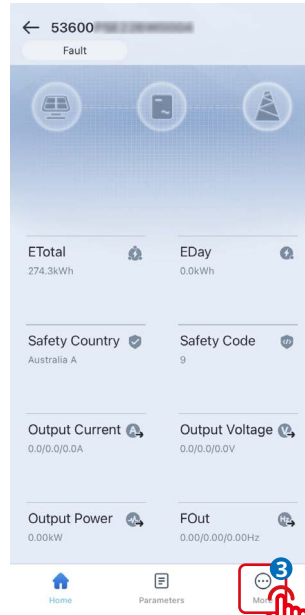 ← 53600
Fault
ETotal
274.3kWh
EDay
0.0kWh
Safety Country
Australia A
Safety Code
9
Output Current
0.0/0.0/0.0A
Output Voltage
0.0/0.0/0.0V
Output Power
0.00kW
FOut
0.00/0.00/0.00Hz
3
Home
Parameters
More